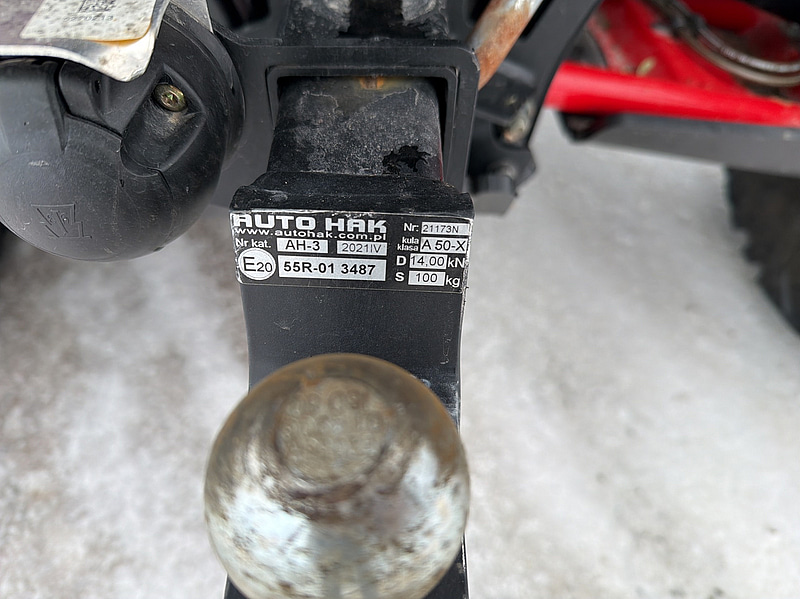 AUTO HAK
www.autohak.com.pl
Nr kat. AH-3 2021IV
E20 55R-01 3487
Nr: 21173N
kula klasa A 50-X
D 14,00 kN
S 100 kg